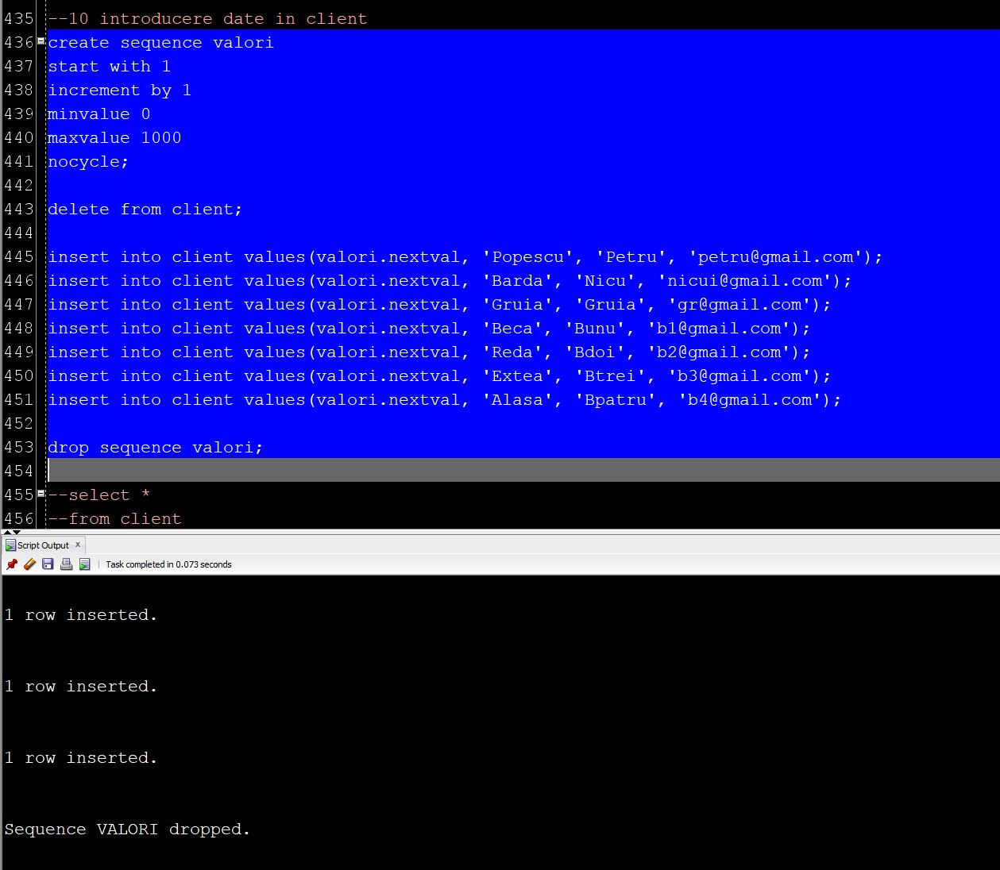 435 --10 introducere date in client
436 create sequence valori
437 start with 1
438 increment by 1
439 minvalue 0
440 maxvalue 1000
441 nocycle;
442
443 delete from client;
444
445 insert into client values(valori.nextval, 'Popescu', 'Petru', 'petru@gmail.com');
446 insert into client values(valori.nextval, 'Barda', 'Nicu', 'nicui@gmail.com');
447 insert into client values(valori.nextval, 'Gruia', 'Gruia', 'gr@gmail.com');
448 insert into client values(valori.nextval, 'Beca', 'Bunu', 'b1@gmail.com');
449 insert into client values(valori.nextval, 'Reda', 'Bdoi', 'b2@gmail.com');
450 insert into client values(valori.nextval, 'Extea', 'Btrei', 'b3@gmail.com');
451 insert into client values(valori.nextval, 'Alasa', 'Bpatru', 'b4@gmail.com');
452
453 drop sequence valori;
454
455 --select *
456 --from client
Script Output x
Task completed in 0.073 seconds
1 row inserted.
1 row inserted.
1 row inserted.
Sequence VALORI dropped.